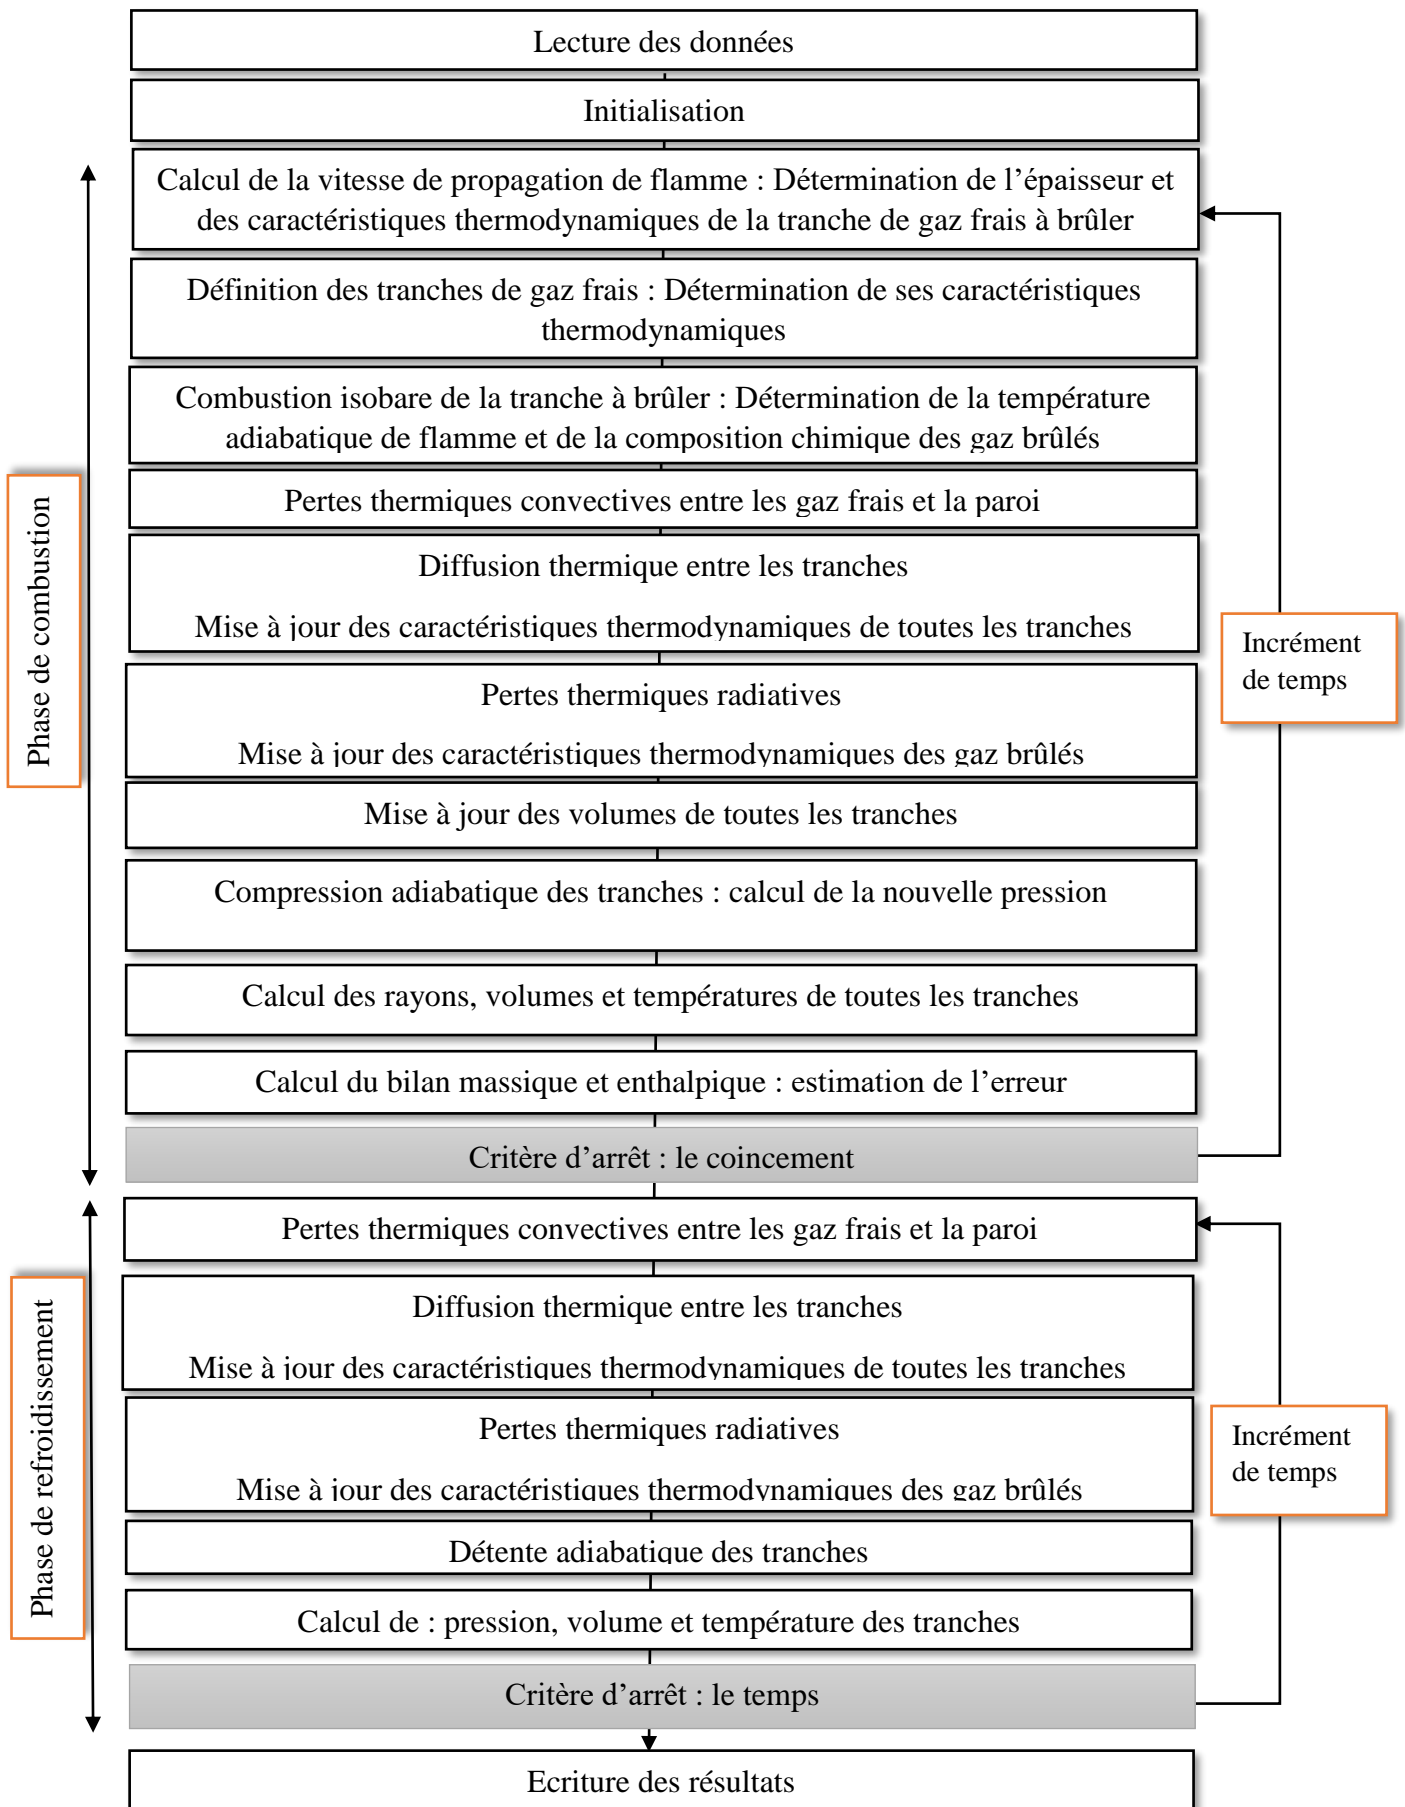 Lecture des données
Initialisation
Calcul de la vitesse de propagation de flamme : Détermination de l’épaisseur et
des caractéristiques thermodynamiques de la tranche de gaz frais à brûler
Définition des tranches de gaz frais : Détermination de ses caractéristiques
thermodynamiques
Combustion isobare de la tranche à brûler : Détermination de la température
adiabatique de flamme et de la composition chimique des gaz brûlés
Pertes thermiques convectives entre les gaz frais et la paroi
Diffusion thermique entre les tranches
Mise à jour des caractéristiques thermodynamiques de toutes les tranches
Pertes thermiques radiatives
Mise à jour des caractéristiques thermodynamiques des gaz brûlés
Mise à jour des volumes de toutes les tranches
Compression adiabatique des tranches : calcul de la nouvelle pression
Calcul des rayons, volumes et températures de toutes les tranches
Calcul du bilan massique et enthalpique : estimation de l’erreur
Critère d’arrêt : le coincement
Phase de combustion
Incrément
de temps
Pertes thermiques convectives entre les gaz frais et la paroi
Diffusion thermique entre les tranches
Mise à jour des caractéristiques thermodynamiques de toutes les tranches
Pertes thermiques radiatives
Mise à jour des caractéristiques thermodynamiques des gaz brûlés
Détente adiabatique des tranches
Calcul de : pression, volume et température des tranches
Critère d’arrêt : le temps
Phase de refroidissement
Incrément
de temps
Ecriture des résultats